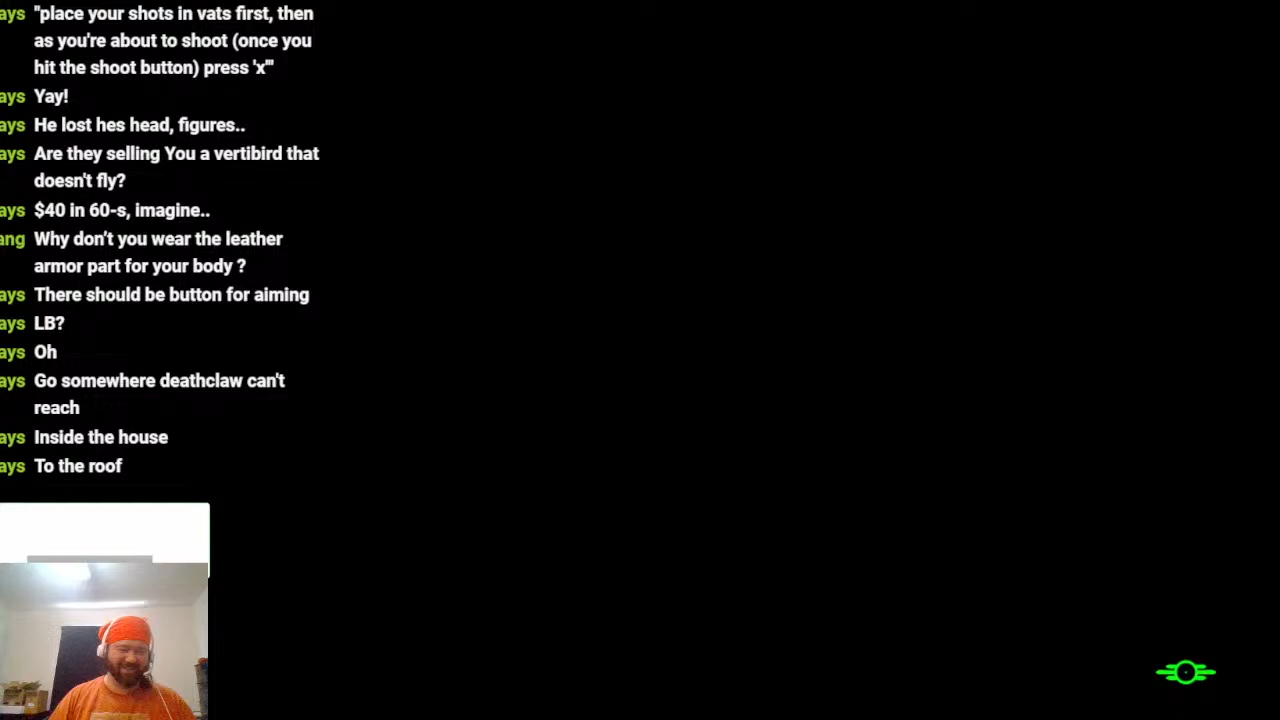 ays "place your shots in vats first, then
as you're about to shoot (once you
hit the shoot button) press 'x'"
ays Yay!
ays He lost hes head, figures..
ays Are they selling You a vertibird that
doesn't fly?
ays $40 in 60-s, imagine..
ang Why don't you wear the leather
armor part for your body ?
ays There should be button for aiming
ays LB?
ays Oh
ays Go somewhere deathclaw can't
reach
ays Inside the house
ays To the roof